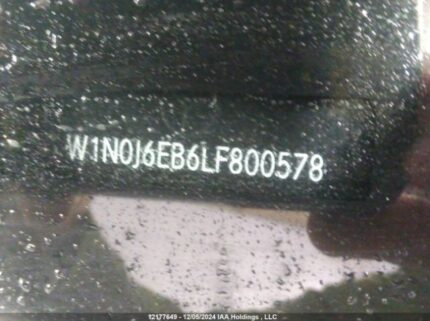 W1N0J6EB6LF800578
12177649 - 12/05/2024 IAA Holdings , LLC